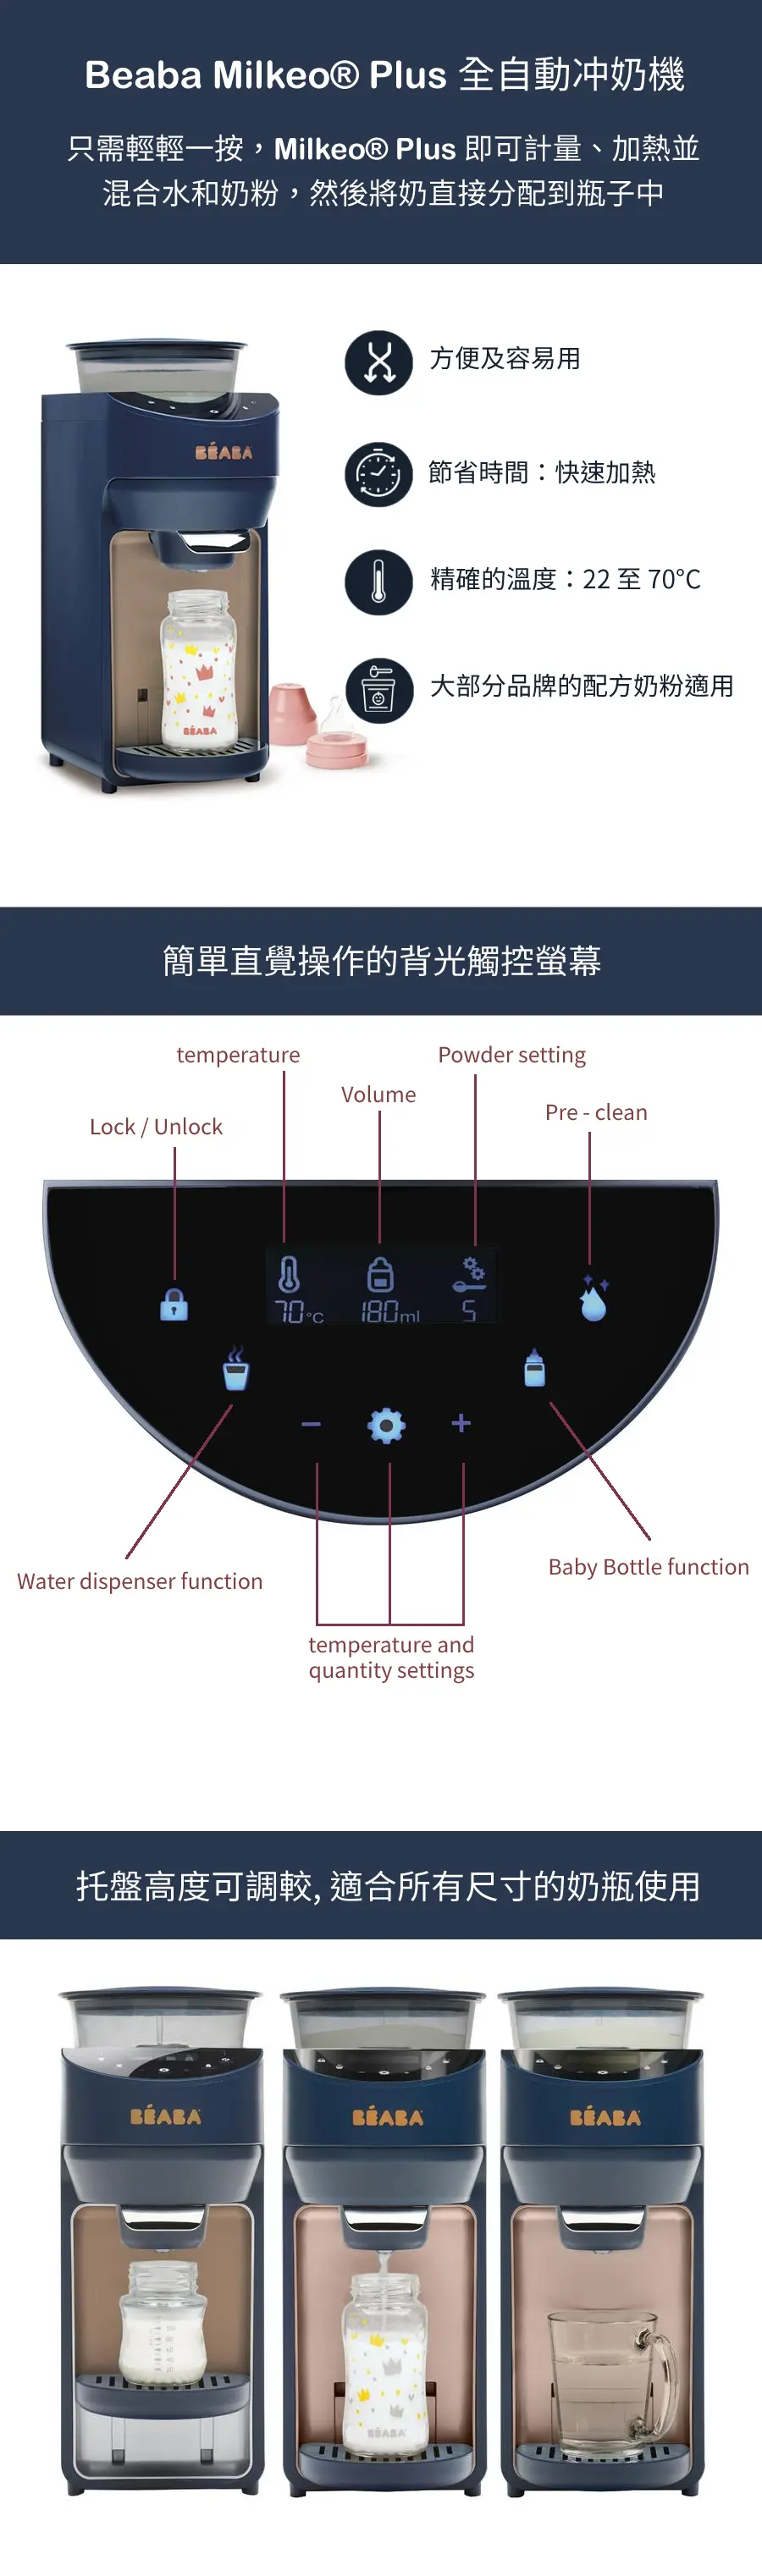 Beaba Milkeo® Plus 全自動冲奶機
只需輕輕一按，Milkeo® Plus 即可計量、加熱並
混合水和奶粉，然後將奶直接分配到瓶子中
BÉABA
BÉABA
方便及容易用
節省時間：快速加熱
精確的溫度：22 至 70°C
大部分品牌的配方奶粉適用
簡單直覺操作的背光觸控螢幕
temperature
Powder setting
Volume
Pre - clean
Lock / Unlock
70°C
180ml
5
Water dispenser function
Baby Bottle function
temperature and
quantity settings
托盤高度可調較, 適合所有尺寸的奶瓶使用
BÉABA
BÉABA
BÉABA
BÉABA